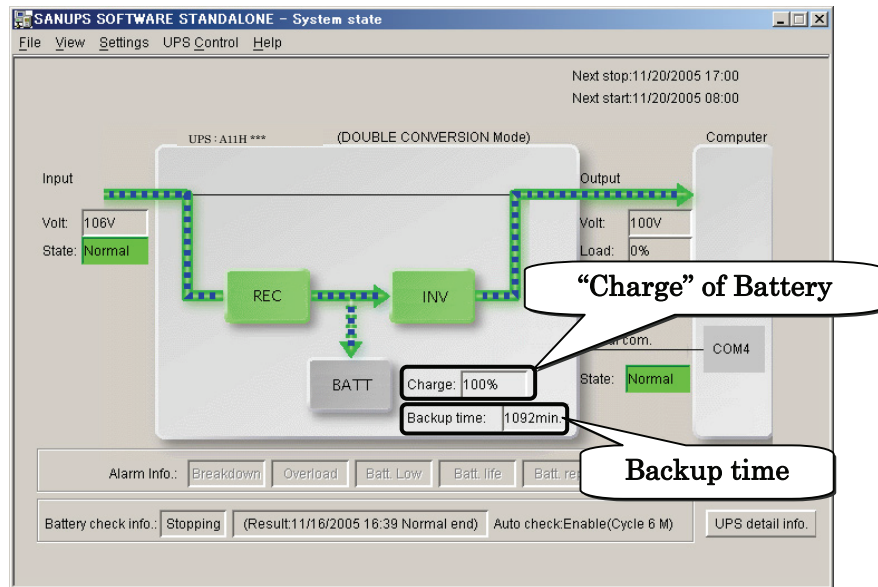 SANUPS SOFTWARE STANDALONE - System state
File View Settings UPS Control Help
Next stop:11/20/2005 17:00
Next start:11/20/2005 08:00
UPS : A11H *** (DOUBLE CONVERSION Mode) Computer
Input Output
Volt: 106V Volt: 100V
State: Normal Load: 0%
REC INV
"Charge" of Battery
com.
COM4
BATT Charge: 100% State: Normal
Backup time: 1092min.
Backup time
Alarm Info.: Breakdown Overload Batt. Low Batt. life Batt.
Battery check info.: Stopping (Result:11/16/2005 16:39 Normal end) Auto check:Enable(Cycle 6 M) UPS detail info.